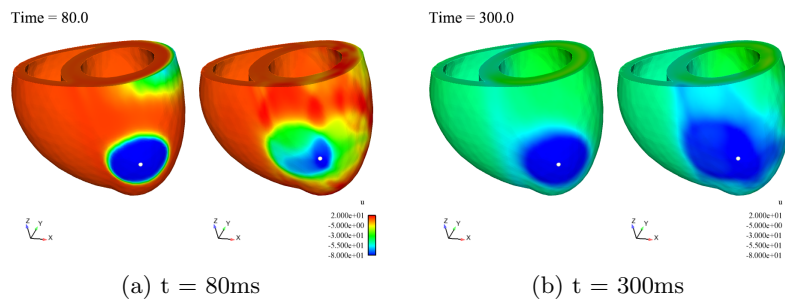 Time = 80.0
Time = 300.0
Z Y X
Z Y X
u
2.000e+01
-5.000e+00
-3.000e+01
-5.500e+01
-8.000e+01
Z Y X
Z Y X
u
2.000e+01
-5.000e+00
-3.000e+01
-5.500e+01
-8.000e+01
(a) t = 80ms
(b) t = 300ms